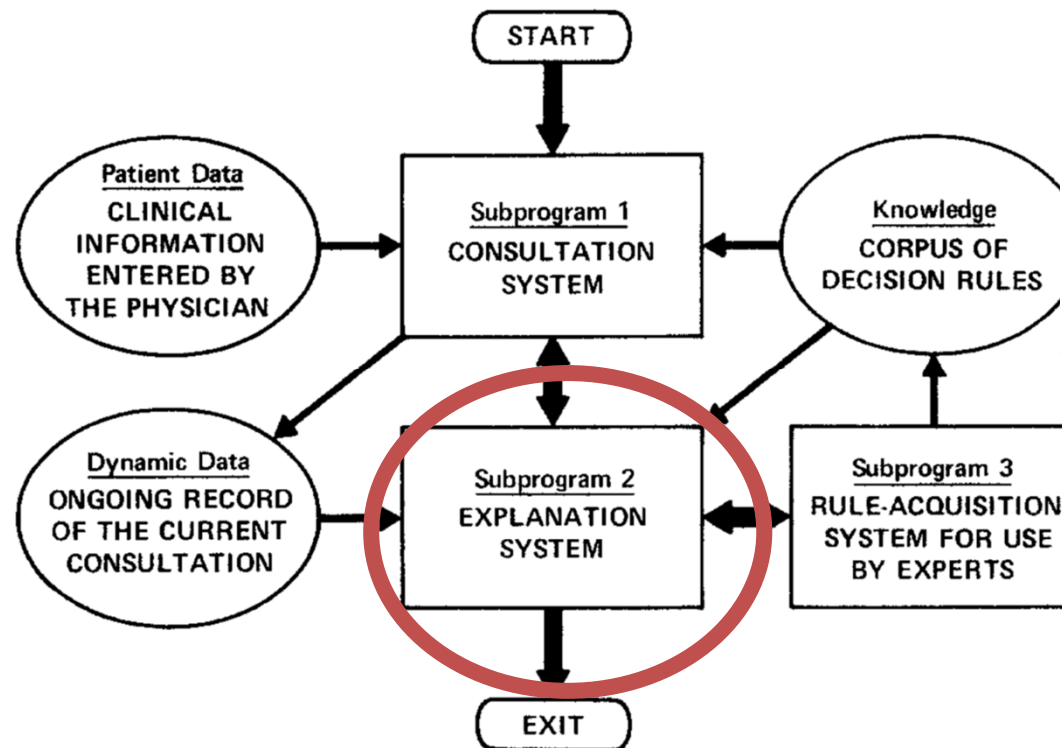 START
Patient Data
CLINICAL
INFORMATION
ENTERED BY
THE PHYSICIAN
Subprogram 1
CONSULTATION
SYSTEM
Knowledge
CORPUS OF
DECISION RULES
Dynamic Data
ONGOING RECORD
OF THE CURRENT
CONSULTATION
Subprogram 2
EXPLANATION
SYSTEM
Subprogram 3
RULE-ACQUISITION
SYSTEM FOR USE
BY EXPERTS
EXIT